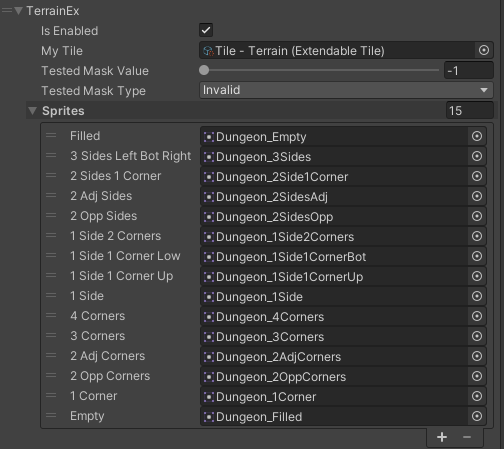 TerrainEx
Is Enabled
My Tile Tile - Terrain (Extendable Tile)
Tested Mask Value -1
Tested Mask Type Invalid
Sprites 15
Filled Dungeon_Empty
3 Sides Left Bot Right Dungeon_3Sides
2 Sides 1 Corner Dungeon_2Side1Corner
2 Adj Sides Dungeon_2SidesAdj
2 Opp Sides Dungeon_2SidesOpp
1 Side 2 Corners Dungeon_1Side2Corners
1 Side 1 Corner Low Dungeon_1Side1CornerBot
1 Side 1 Corner Up Dungeon_1Side1CornerUp
1 Side Dungeon_1Side
4 Corners Dungeon_4Corners
3 Corners Dungeon_3Corners
2 Adj Corners Dungeon_2AdjCorners
2 Opp Corners Dungeon_2OppCorners
1 Corner Dungeon_1Corner
Empty Dungeon_Filled